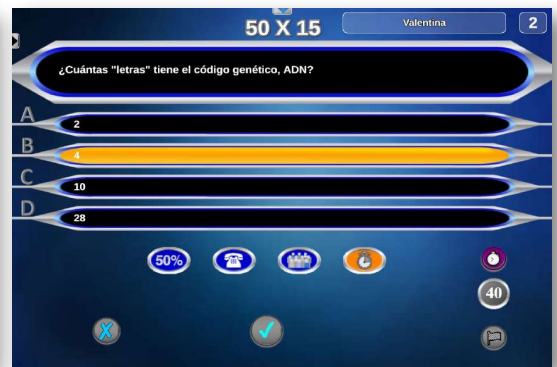 50 X 15
Valentina
2
¿Cuántas "letras" tiene el código genético, ADN?
A
2
B
4
C
10
D
28
50%
40